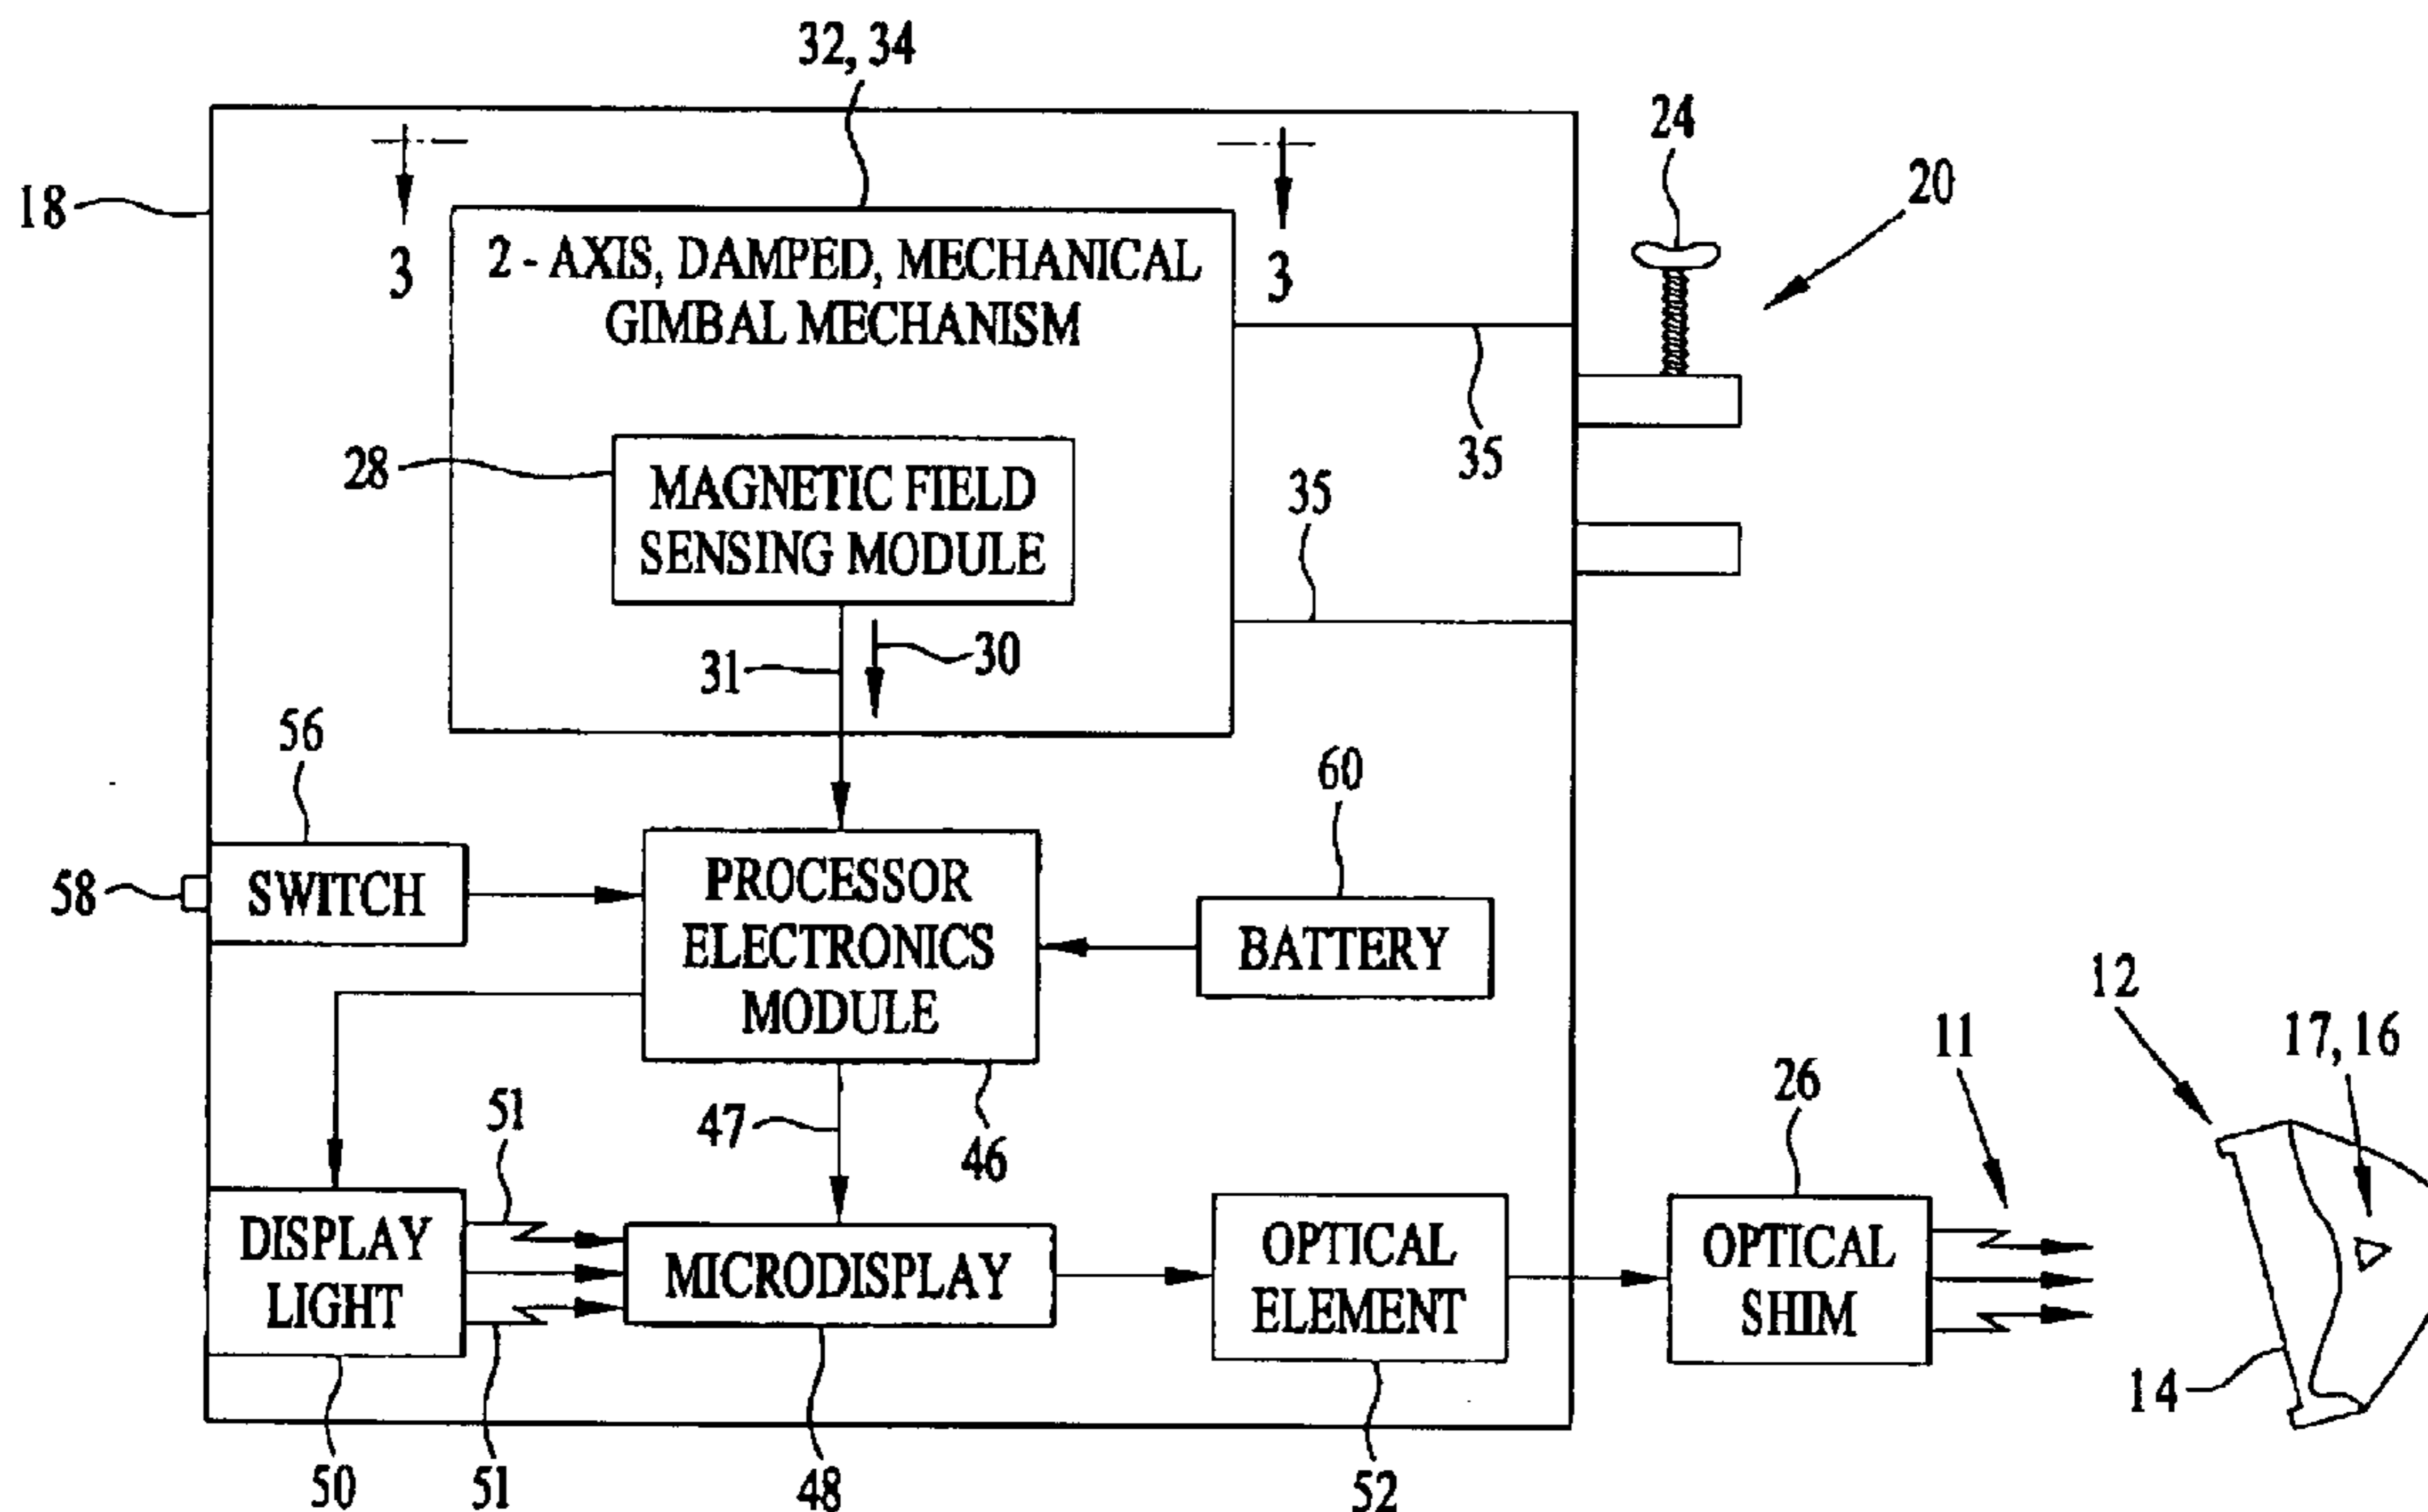 32, 34
24
20
18
3
3
2 - AXIS, DAMPED, MECHANICAL
GIMBAL MECHANISM
35
28
MAGNETIC FIELD
SENSING MODULE
35
31
30
56
60
58
SWITCH
PROCESSOR
ELECTRONICS
MODULE
BATTERY
12
17, 16
11
26
51
47
46
DISPLAY
LIGHT
MICRODISPLAY
OPTICAL
ELEMENT
OPTICAL
SHIM
14
50
51
48
52